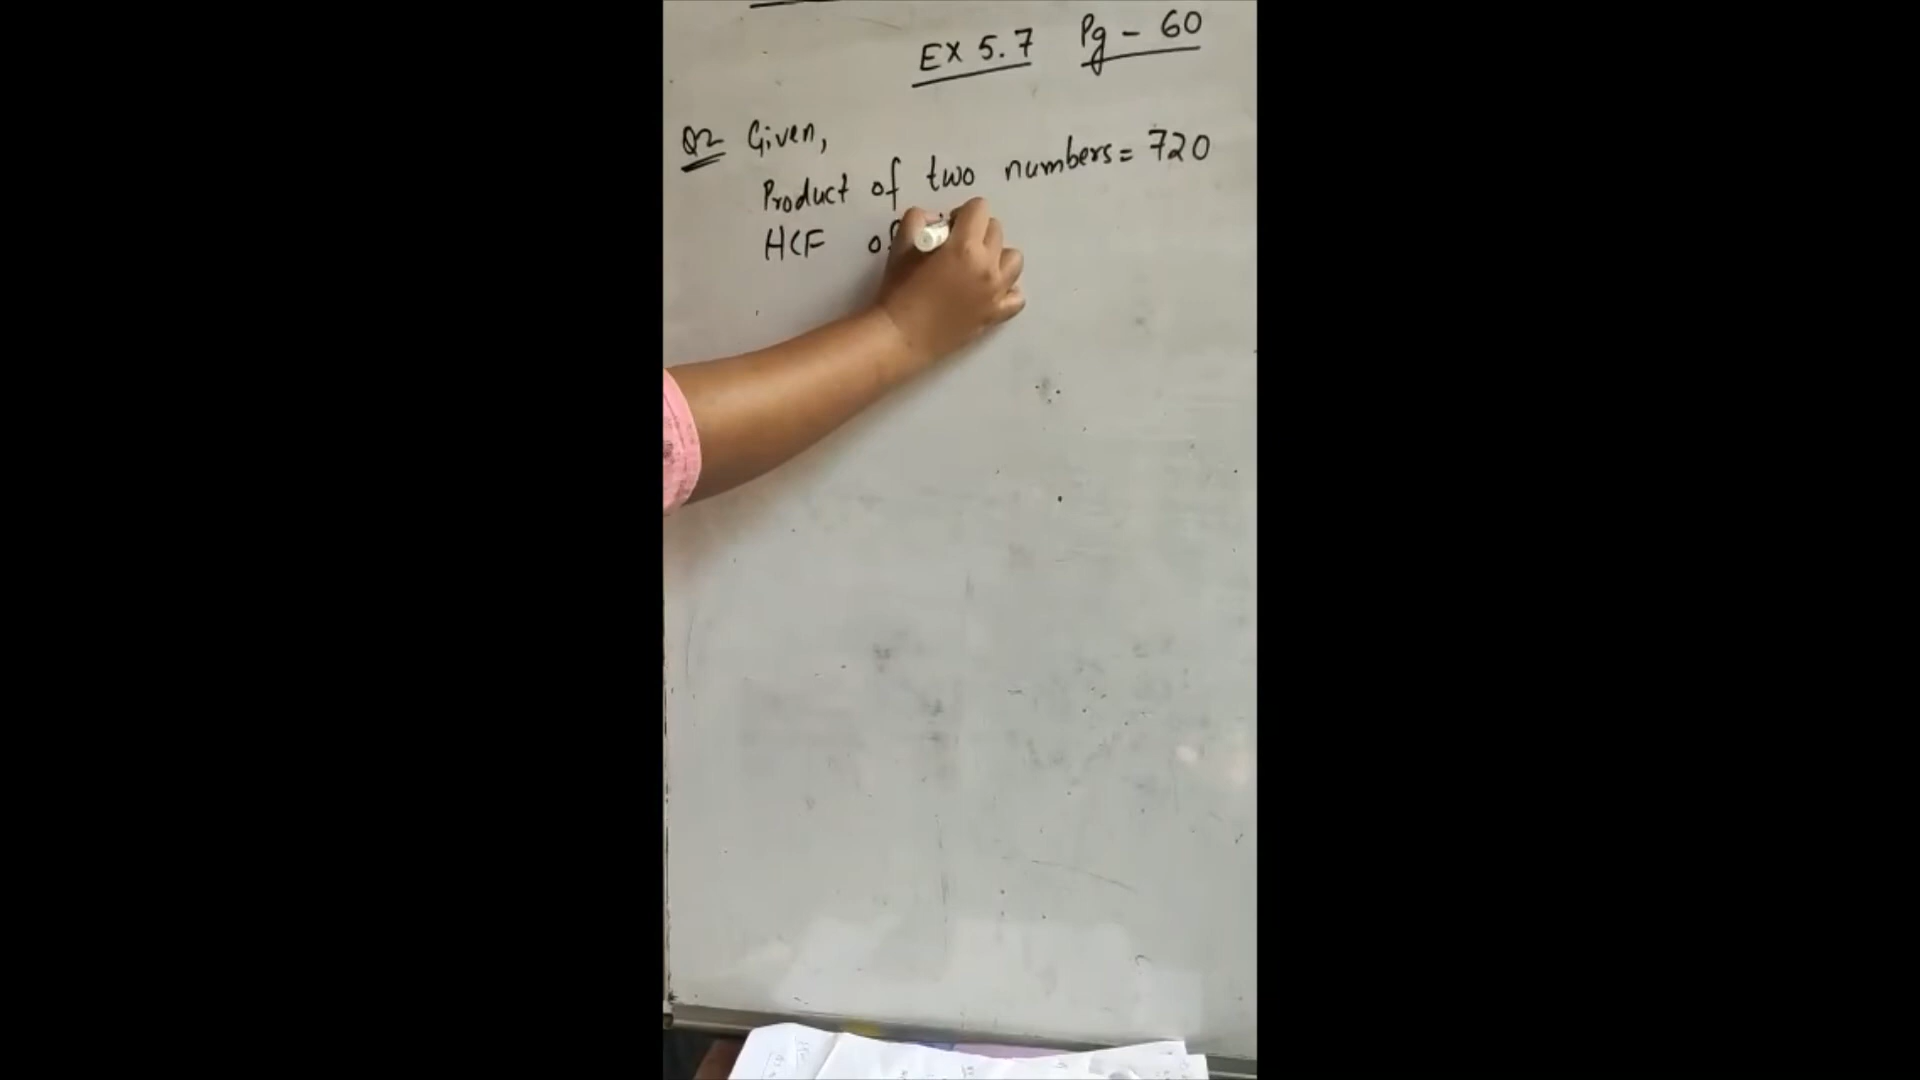 EX 5.7 Pg - 60
Q2 Given,
Product of two numbers = 720
HCF of